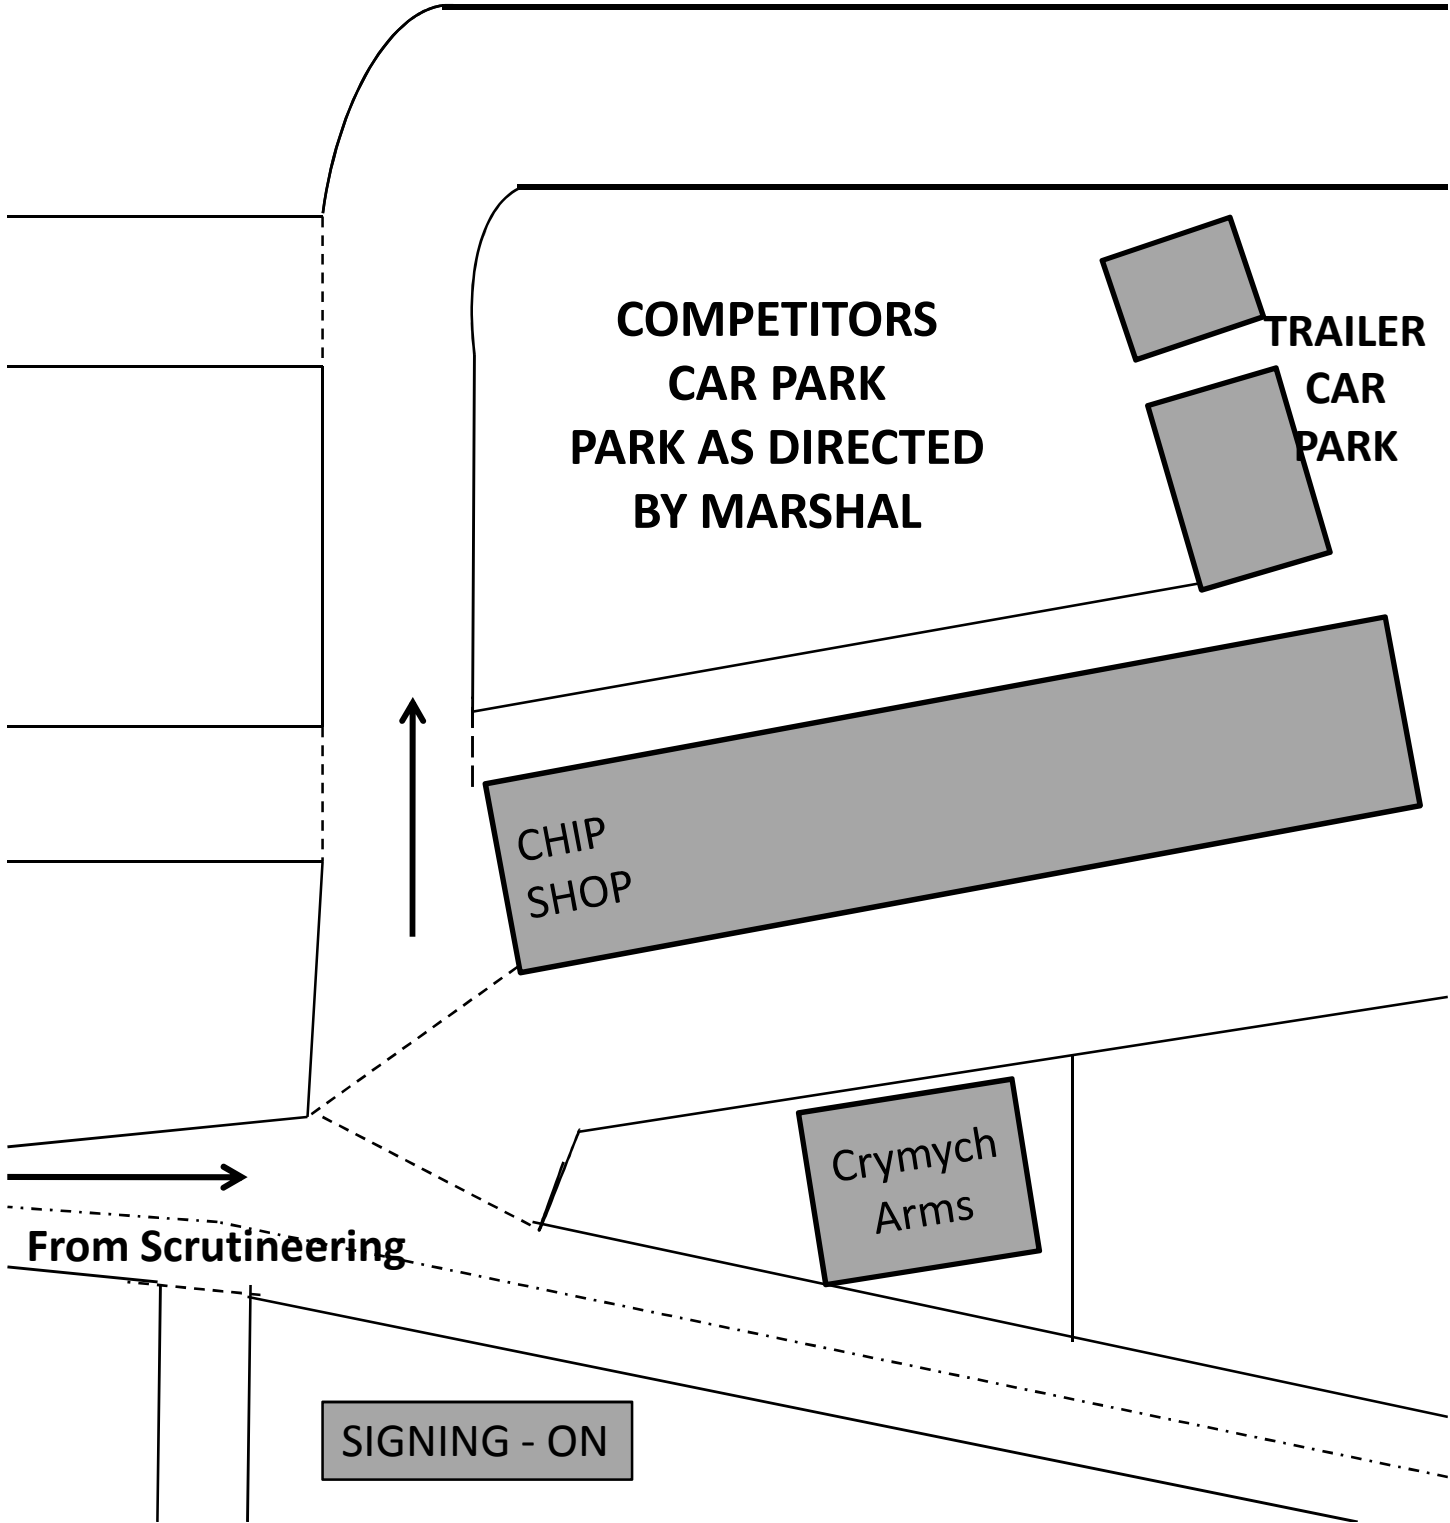 COMPETITORS
CAR PARK
PARK AS DIRECTED
BY MARSHAL
TRAILER
CAR
PARK
CHIP
SHOP
Crymych
Arms
From Scrutineering
SIGNING - ON